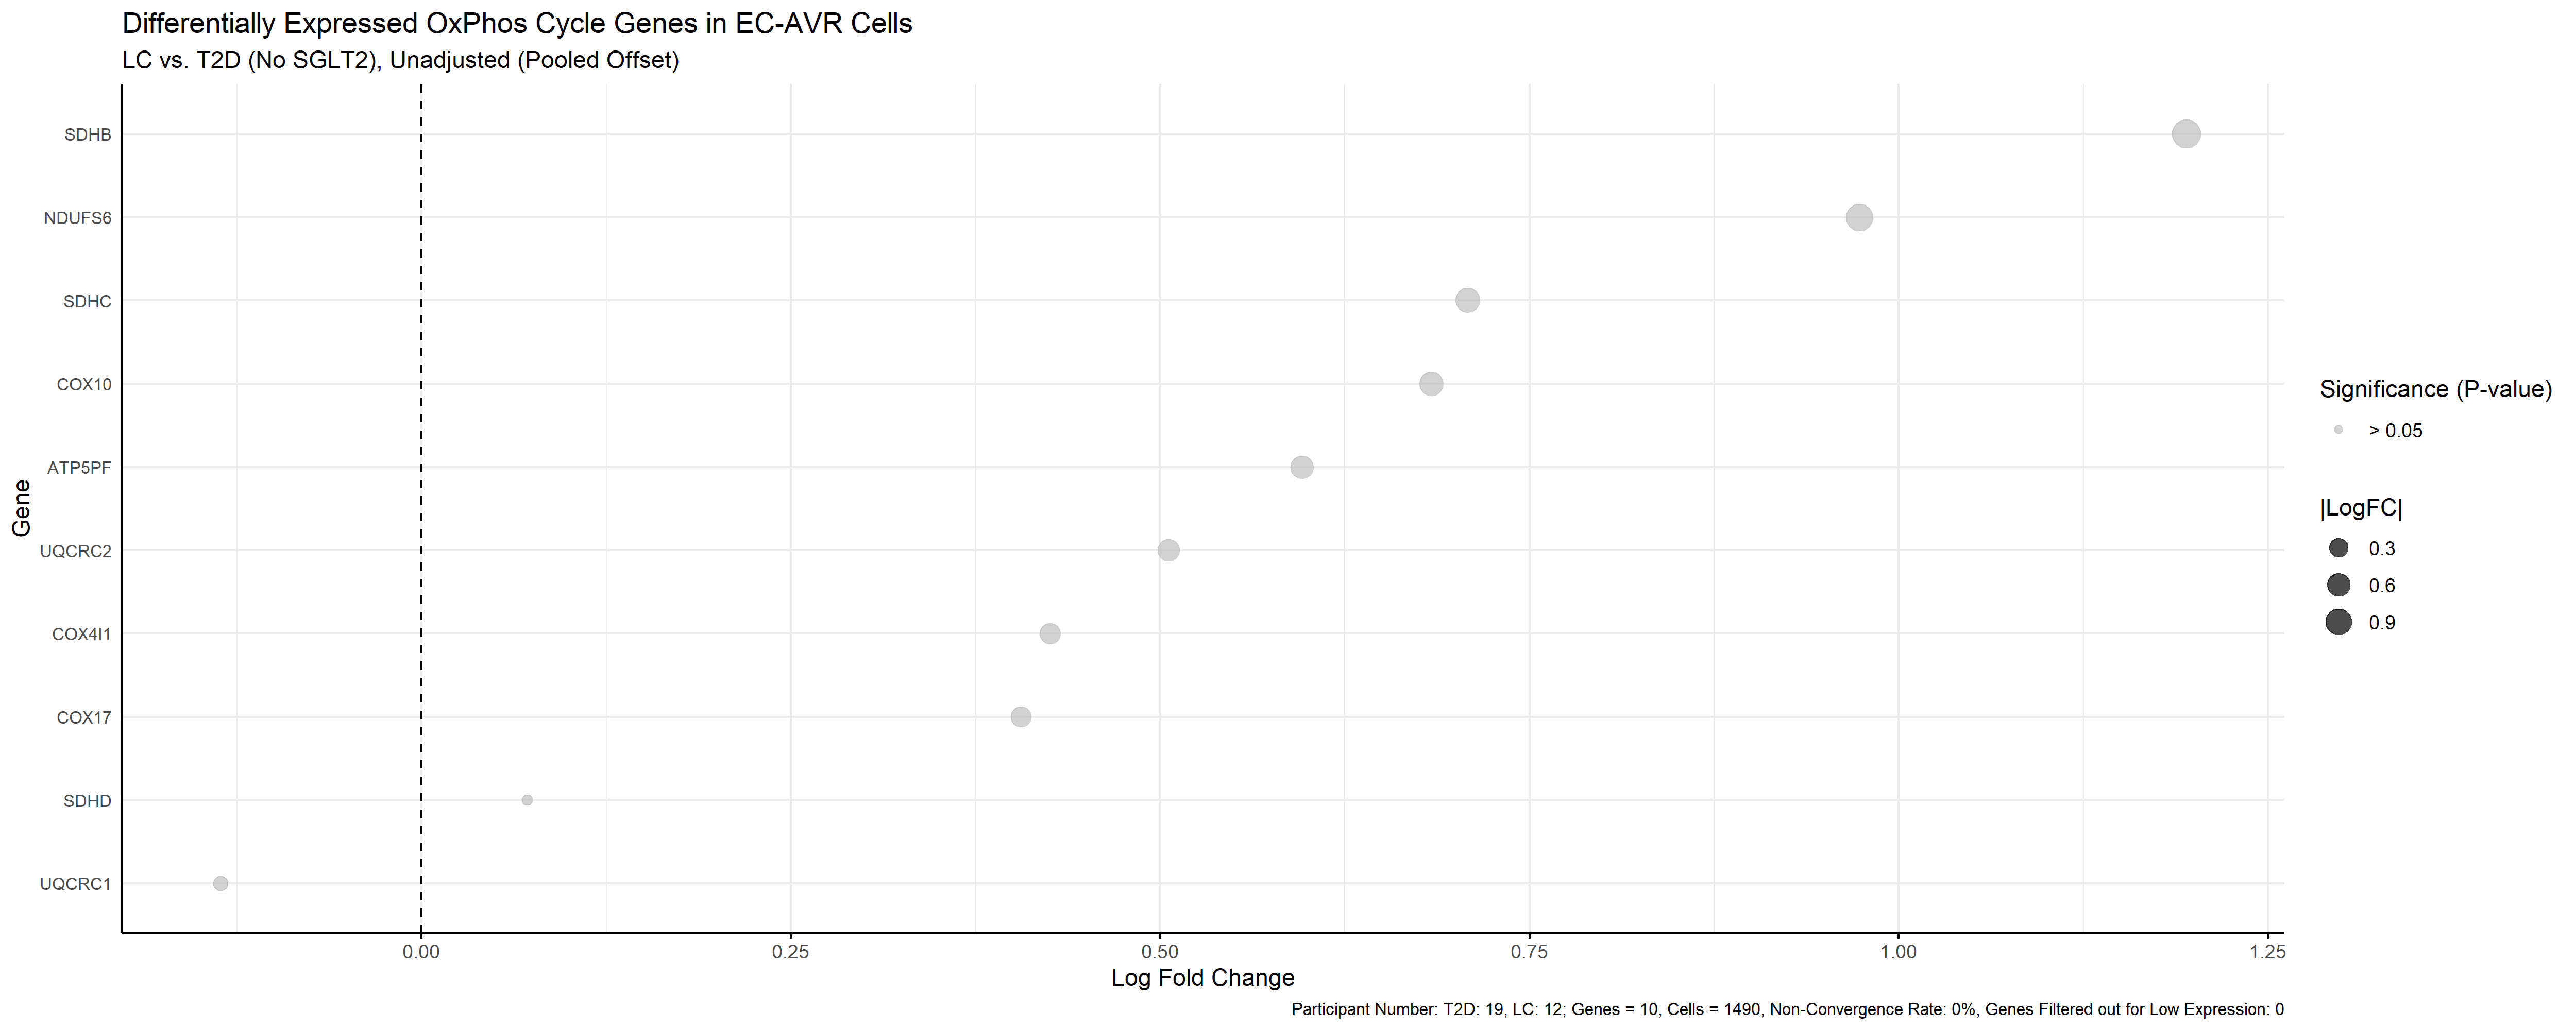 Differentially Expressed OxPhos Cycle Genes in EC-AVR Cells
LC vs. T2D (No SGLT2), Unadjusted (Pooled Offset)
Gene
SDHB
NDUFS6
SDHC
COX10
ATP5PF
UQCRC2
COX4I1
COX17
SDHD
UQCRC1
0.00 0.25 0.50 0.75 1.00 1.25
Log Fold Change
Significance (P-value)
> 0.05
|LogFC|
0.3
0.6
0.9
Participant Number: T2D: 19, LC: 12; Genes = 10, Cells = 1490, Non-Convergence Rate: 0%, Genes Filtered out for Low Expression: 0